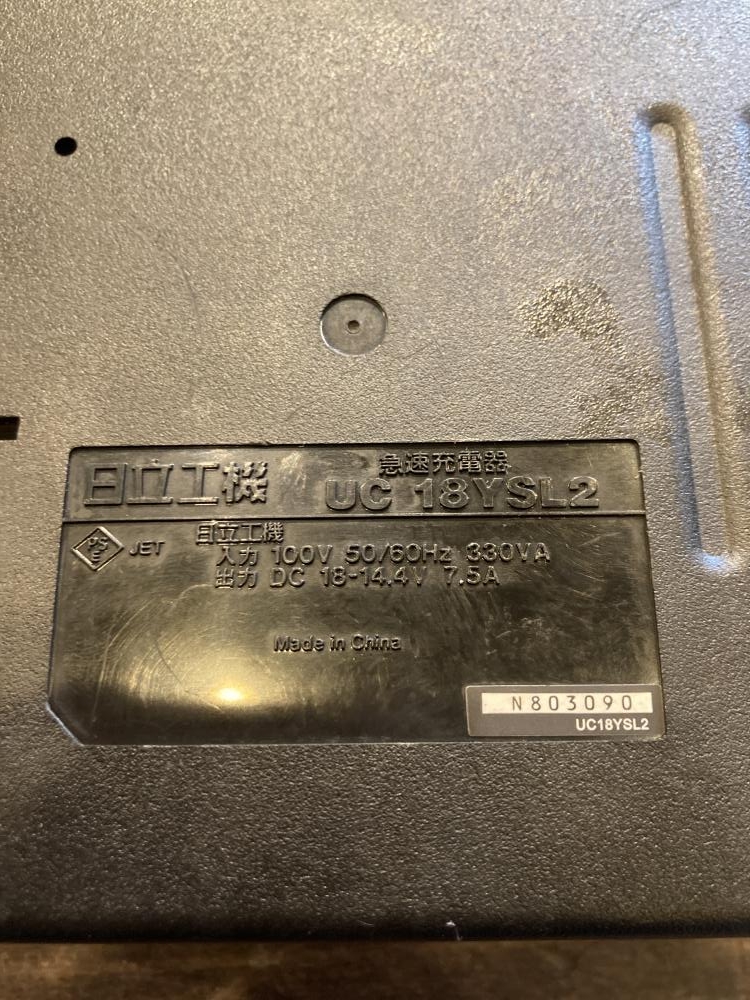 日立工機
急速充電器
UC 18YSL2
PS E JET
日立工機
入力 100V 50/60Hz 330VA
出力 DC 18-14.4V 7.5A
Made in China
N803090
UC18YSL2